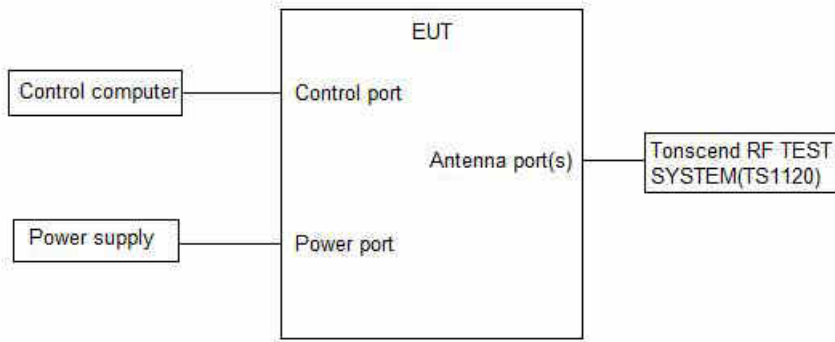 EUT
Control computer
Control port
Antenna port(s)
Tonscend RF TEST
SYSTEM(TS1120)
Power supply
Power port